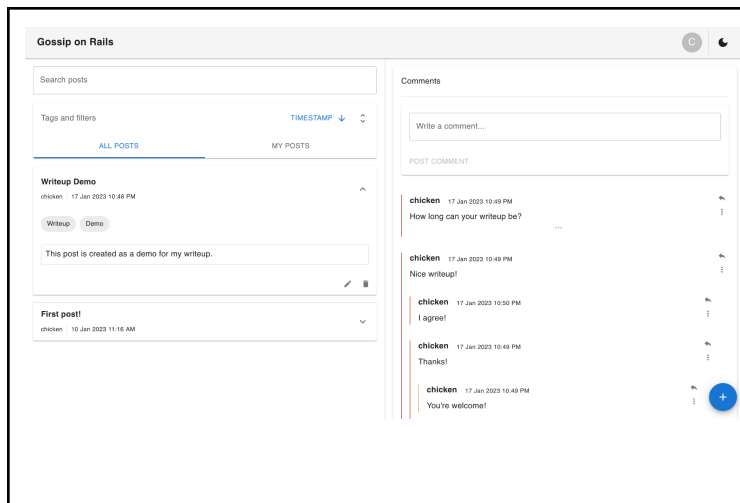 Gossip on Rails
C
Search posts
Tags and filters
TIMESTAMP
ALL POSTS
MY POSTS
Writeup Demo
chicken 17 Jan 2023 10:48 PM
Writeup Demo
This post is created as a demo for my writeup.
First post!
chicken 10 Jan 2023 11:16 AM
Comments
Write a comment...
POST COMMENT
chicken 17 Jan 2023 10:49 PM
How long can your writeup be?
...
chicken 17 Jan 2023 10:49 PM
Nice writeup!
chicken 17 Jan 2023 10:50 PM
I agree!
chicken 17 Jan 2023 10:49 PM
Thanks!
chicken 17 Jan 2023 10:49 PM
You're welcome!